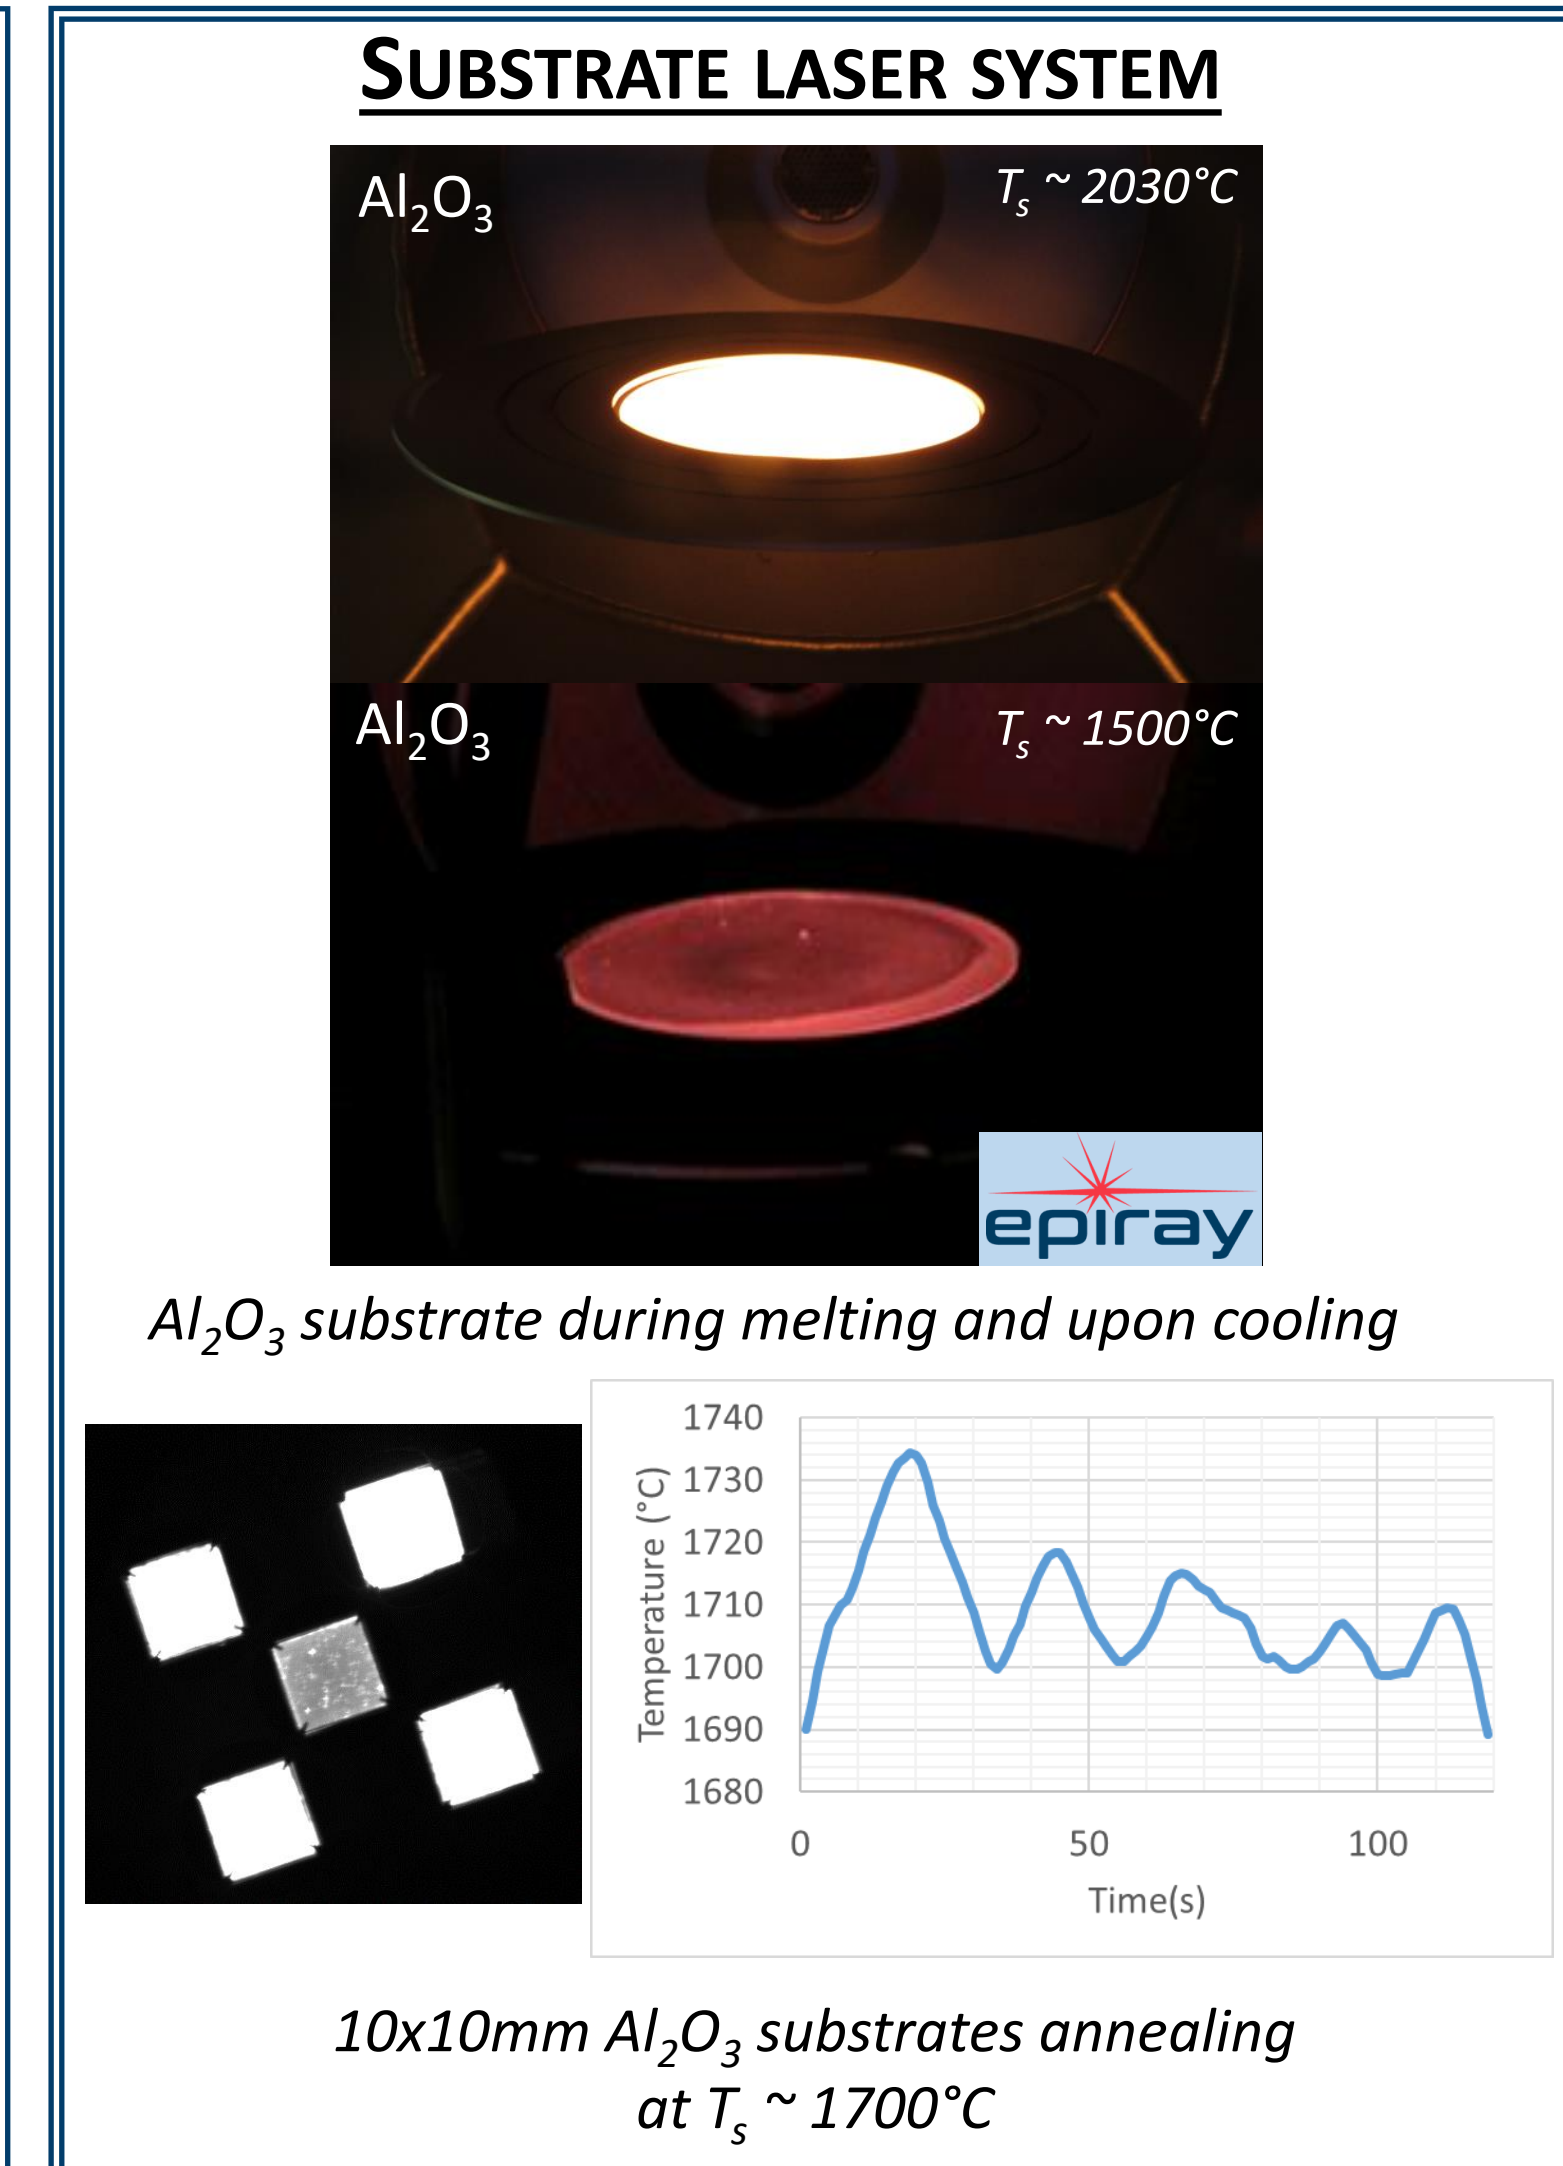 SUBSTRATE LASER SYSTEM
Al₂O₃
Tₛ ~ 2030°C
Al₂O₃
Tₛ ~ 1500°C
epiray
Al₂O₃ substrate during melting and upon cooling
1740
1730
1720
1710
1700
1690
1680
Temperature (°C)
0 50 100
Time(s)
10x10mm Al₂O₃ substrates annealing
at Tₛ ~ 1700°C